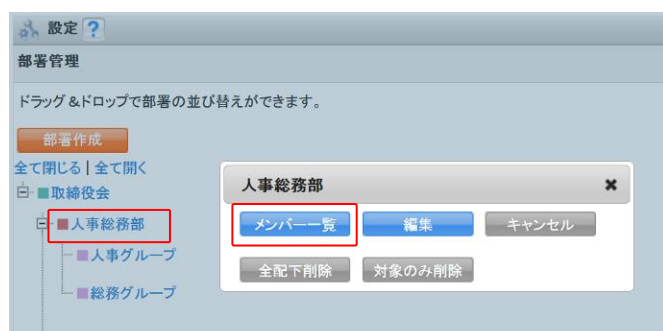 設定 ?
部署管理
ドラッグ&ドロップで部署の並び替えができます。
部署作成
全て閉じる | 全て開く
取締役会
人事総務部
人事グループ
総務グループ
人事総務部
メンバー一覧 編集 キャンセル
全配下削除 対象のみ削除